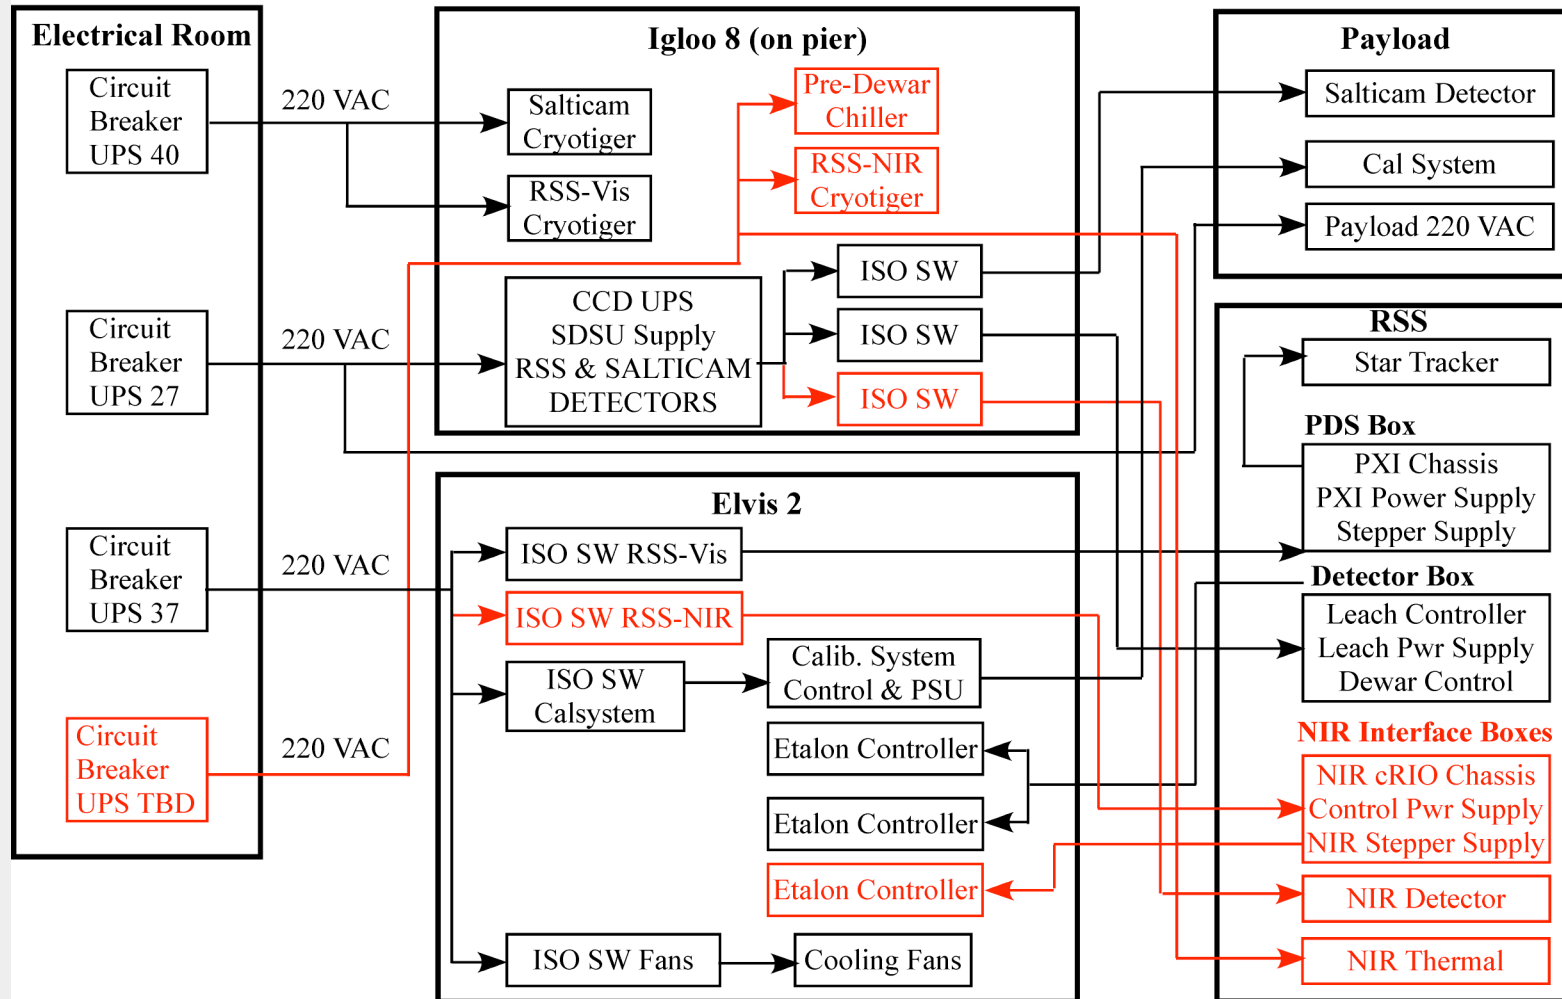 Electrical Room
Circuit
Breaker
UPS 40
220 VAC
Circuit
Breaker
UPS 27
220 VAC
Circuit
Breaker
UPS 37
220 VAC
Circuit
Breaker
UPS TBD
220 VAC
Igloo 8 (on pier)
Salticam
Cryotiger
RSS-Vis
Cryotiger
Pre-Dewar
Chiller
RSS-NIR
Cryotiger
CCD UPS
SDSU Supply
RSS & SALTICAM
DETECTORS
ISO SW
ISO SW
ISO SW
Elvis 2
ISO SW RSS-Vis
ISO SW RSS-NIR
ISO SW
Calsystem
Calib. System
Control & PSU
Etalon Controller
Etalon Controller
Etalon Controller
ISO SW Fans
Cooling Fans
Payload
Salticam Detector
Cal System
Payload 220 VAC
RSS
Star Tracker
PDS Box
PXI Chassis
PXI Power Supply
Stepper Supply
Detector Box
Leach Controller
Leach Pwr Supply
Dewar Control
NIR Interface Boxes
NIR cRIO Chassis
Control Pwr Supply
NIR Stepper Supply
NIR Detector
NIR Thermal